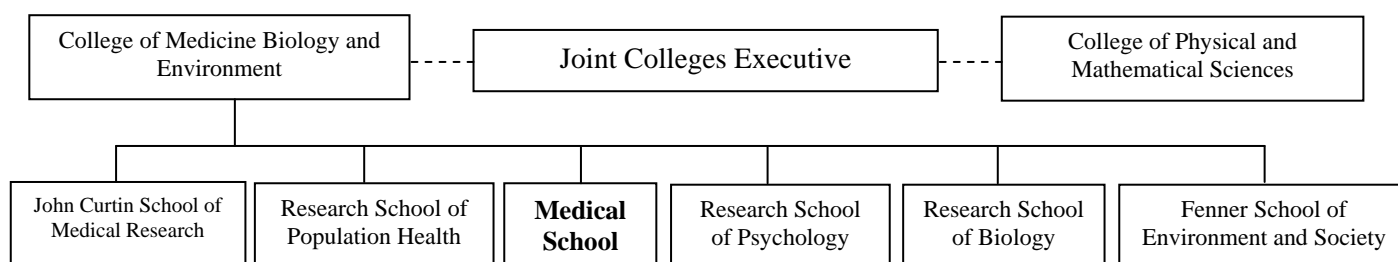 College of Medicine Biology and
Environment
Joint Colleges Executive
College of Physical and
Mathematical Sciences
John Curtin School of
Medical Research
Research School of
Population Health
Medical
School
Research School
of Psychology
Research School
of Biology
Fenner School of
Environment and Society